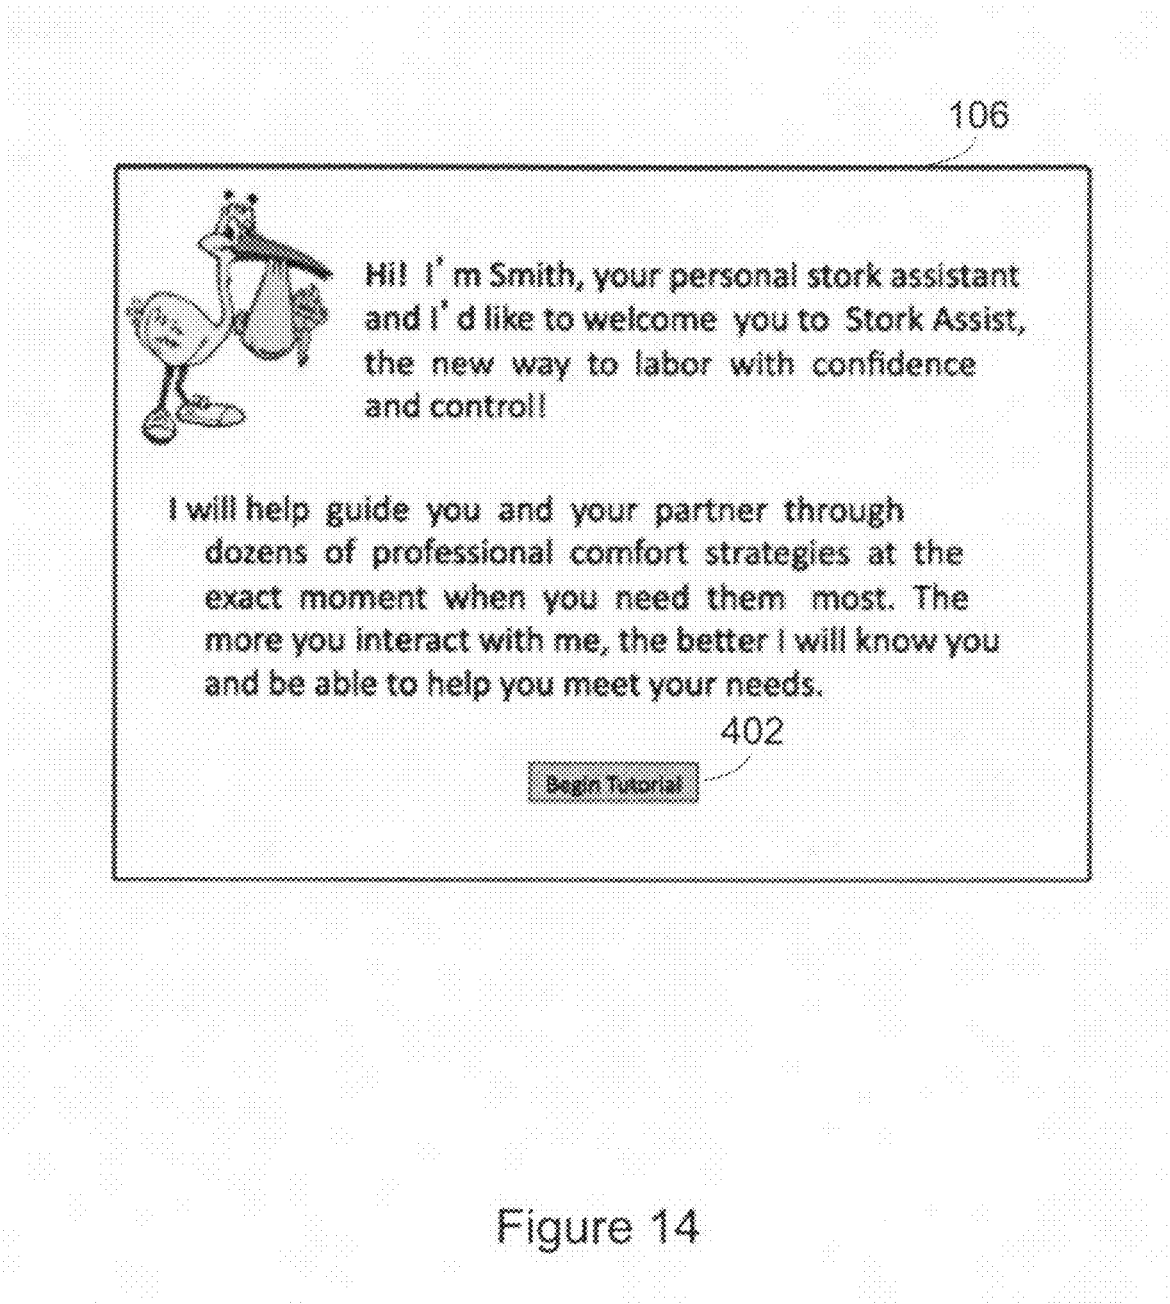 106
Hi! I'm Smith, your personal stork assistant
and I'd like to welcome you to Stork Assist,
the new way to labor with confidence
and control!
I will help guide you and your partner through
dozens of professional comfort strategies at the
exact moment when you need them most. The
more you interact with me, the better I will know you
and be able to help you meet your needs.
402
Begin Tutorial
Figure 14